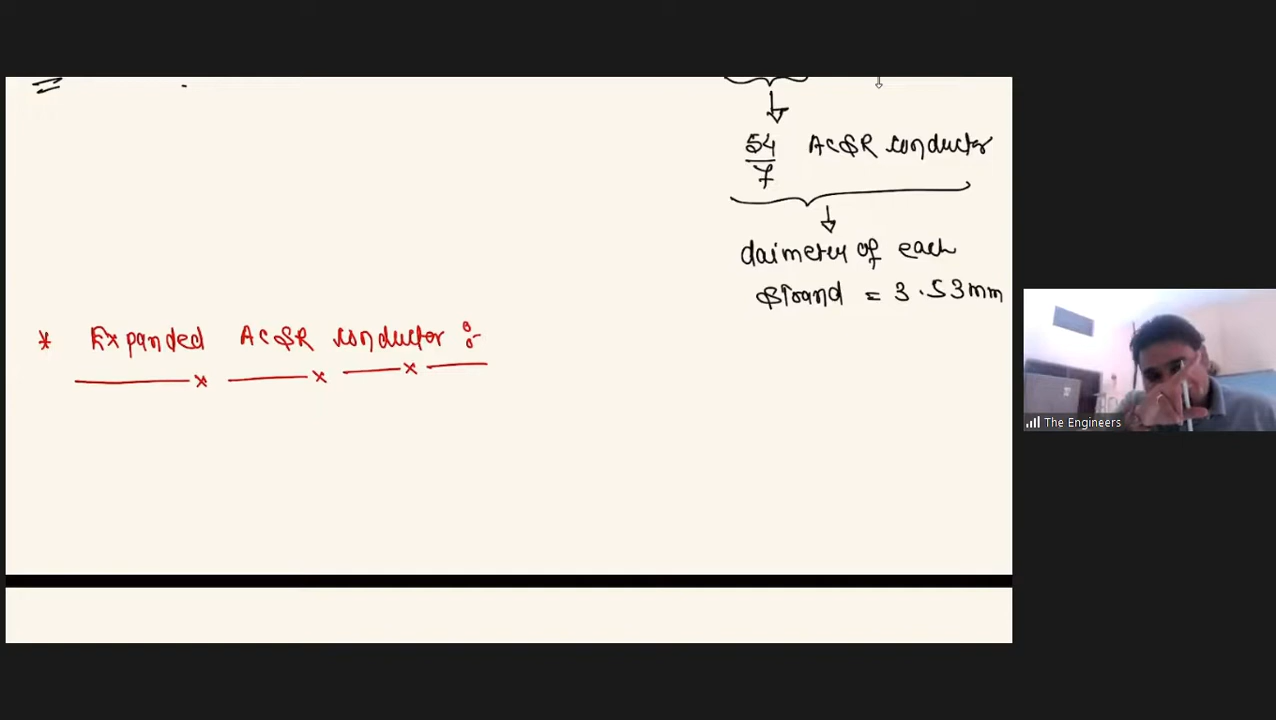 54
7
ACSR conductor
daimeter of each
strand = 3.53mm
* Expanded ACSR conductor :-
The Engineers